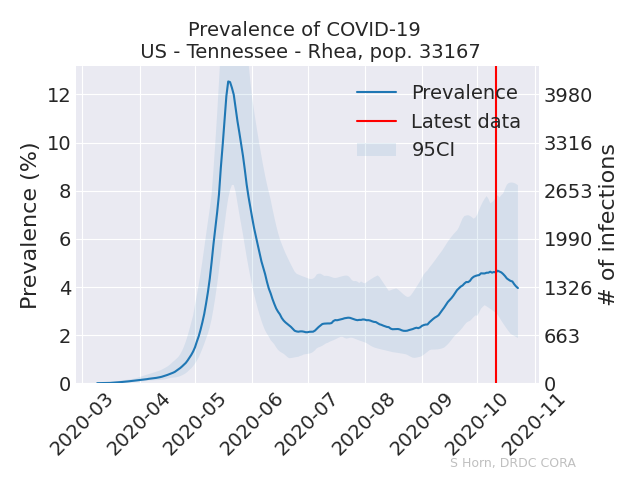 Prevalence of COVID-19
US - Tennessee - Rhea, pop. 33167
Prevalence (%)
12
10
8
6
4
2
0
Prevalence
Latest data
95CI
3980
3316
2653
1990
1326
663
0
# of infections
2020-03
2020-04
2020-05
2020-06
2020-07
2020-08
2020-09
2020-10
2020-11
S Horn, DRDC CORA